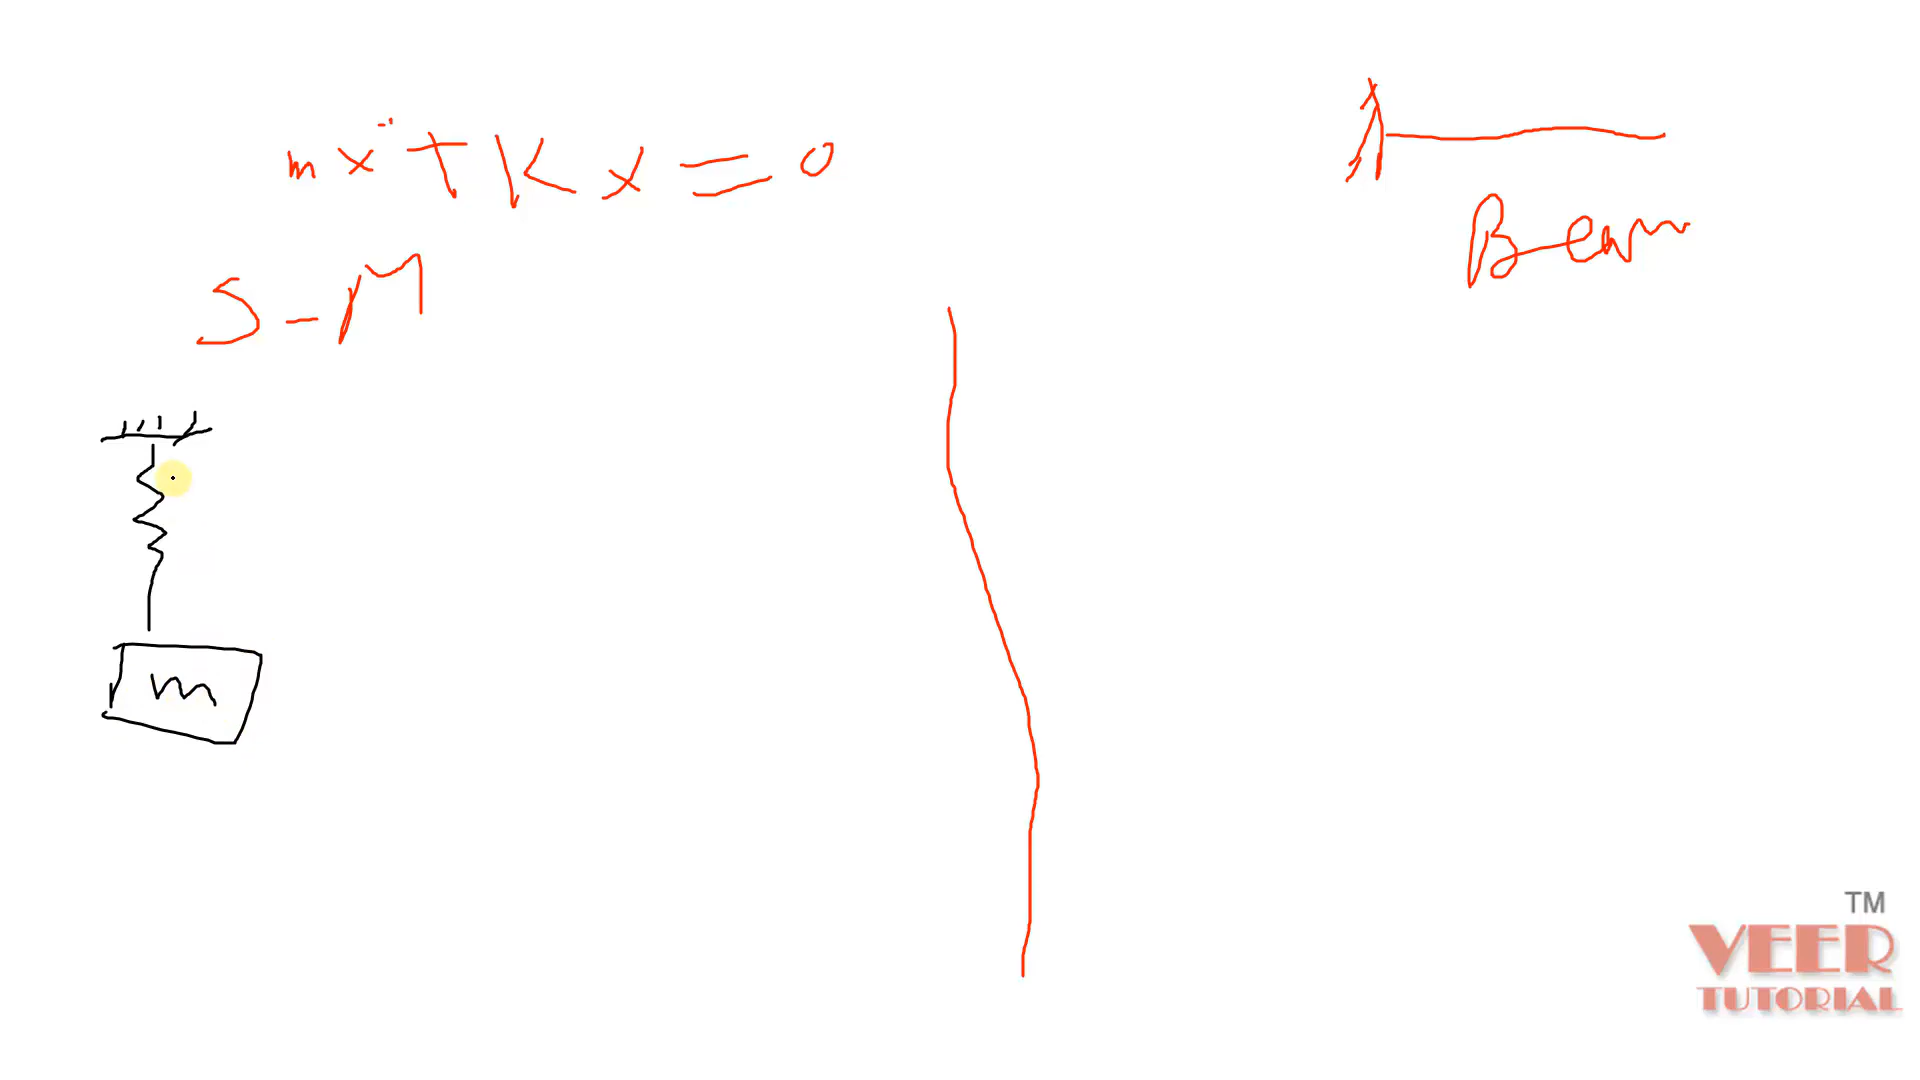 mẍ + Kx = 0
S - M
m
Beam
TM
VEER
TUTORIAL